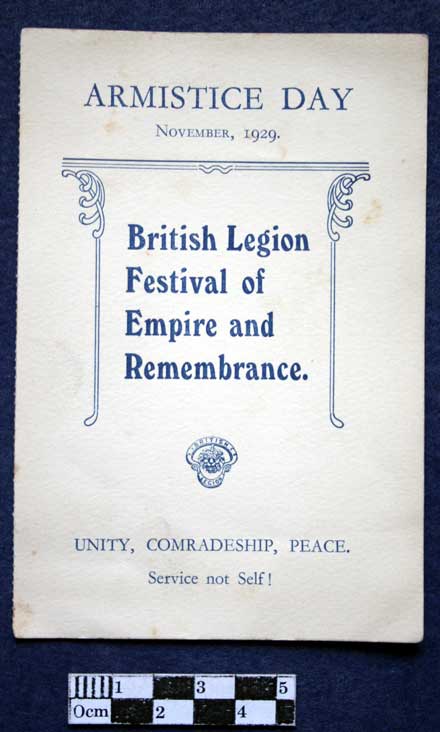 ARMISTICE DAY
NOVEMBER, 1929.
British Legion
Festival of
Empire and
Remembrance.
BRITISH
LEGION
UNITY, COMRADESHIP, PEACE.
Service not Self!
1 3 5
0cm 2 4